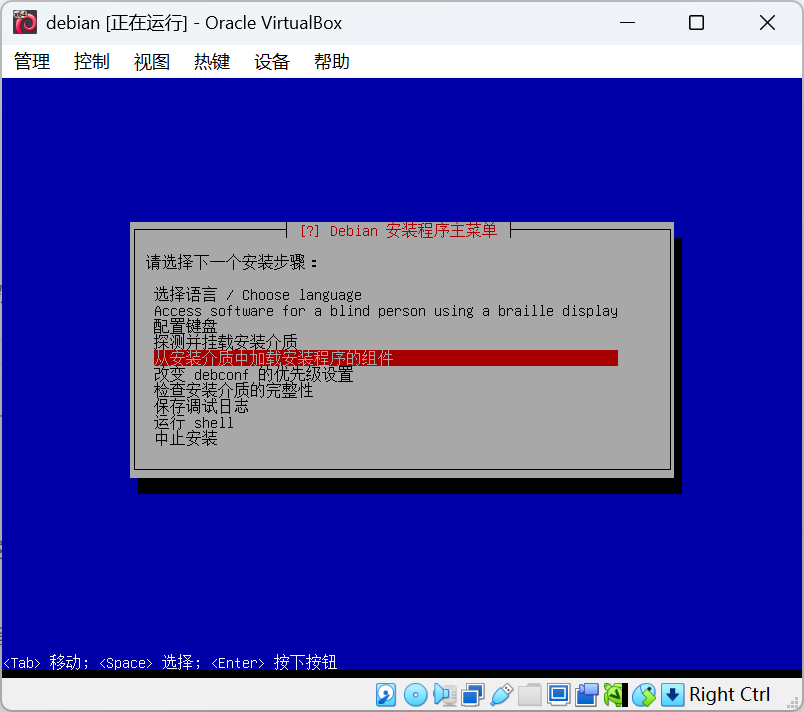 debian [正在运行] - Oracle VirtualBox
管理 控制 视图 热键 设备 帮助
[?] Debian 安装程序主菜单
请选择下一个安装步骤：
选择语言 / Choose language
Access software for a blind person using a braille display
配置键盘
探测并挂载安装介质
从安装介质中加载安装程序的组件
改变 debconf 的优先级设置
检查安装介质的完整性
保存调试日志
运行 shell
中止安装
<Tab> 移动; <Space> 选择; <Enter> 按下按钮
Right Ctrl